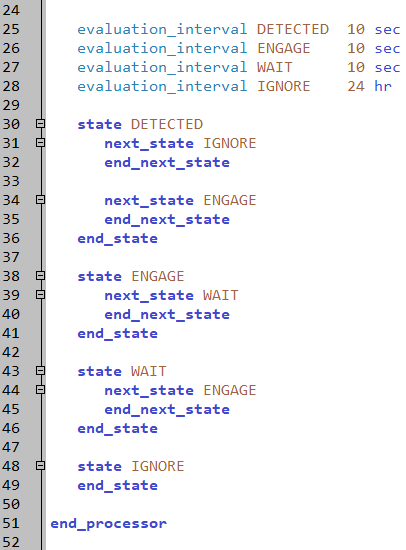 24
25 evaluation_interval DETECTED 10 sec
26 evaluation_interval ENGAGE 10 sec
27 evaluation_interval WAIT 10 sec
28 evaluation_interval IGNORE 24 hr
29
30 state DETECTED
31 next_state IGNORE
32 end_next_state
33
34 next_state ENGAGE
35 end_next_state
36 end_state
37
38 state ENGAGE
39 next_state WAIT
40 end_next_state
41 end_state
42
43 state WAIT
44 next_state ENGAGE
45 end_next_state
46 end_state
47
48 state IGNORE
49 end_state
50
51 end_processor
52